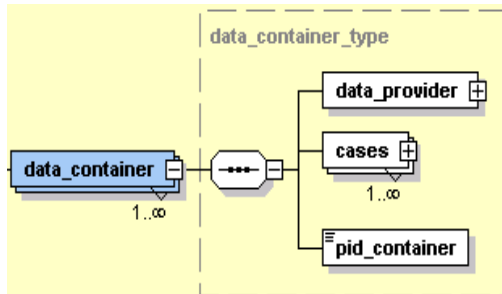 data_container_type
data_provider
cases
data_container
1..∞
1..∞
pid_container